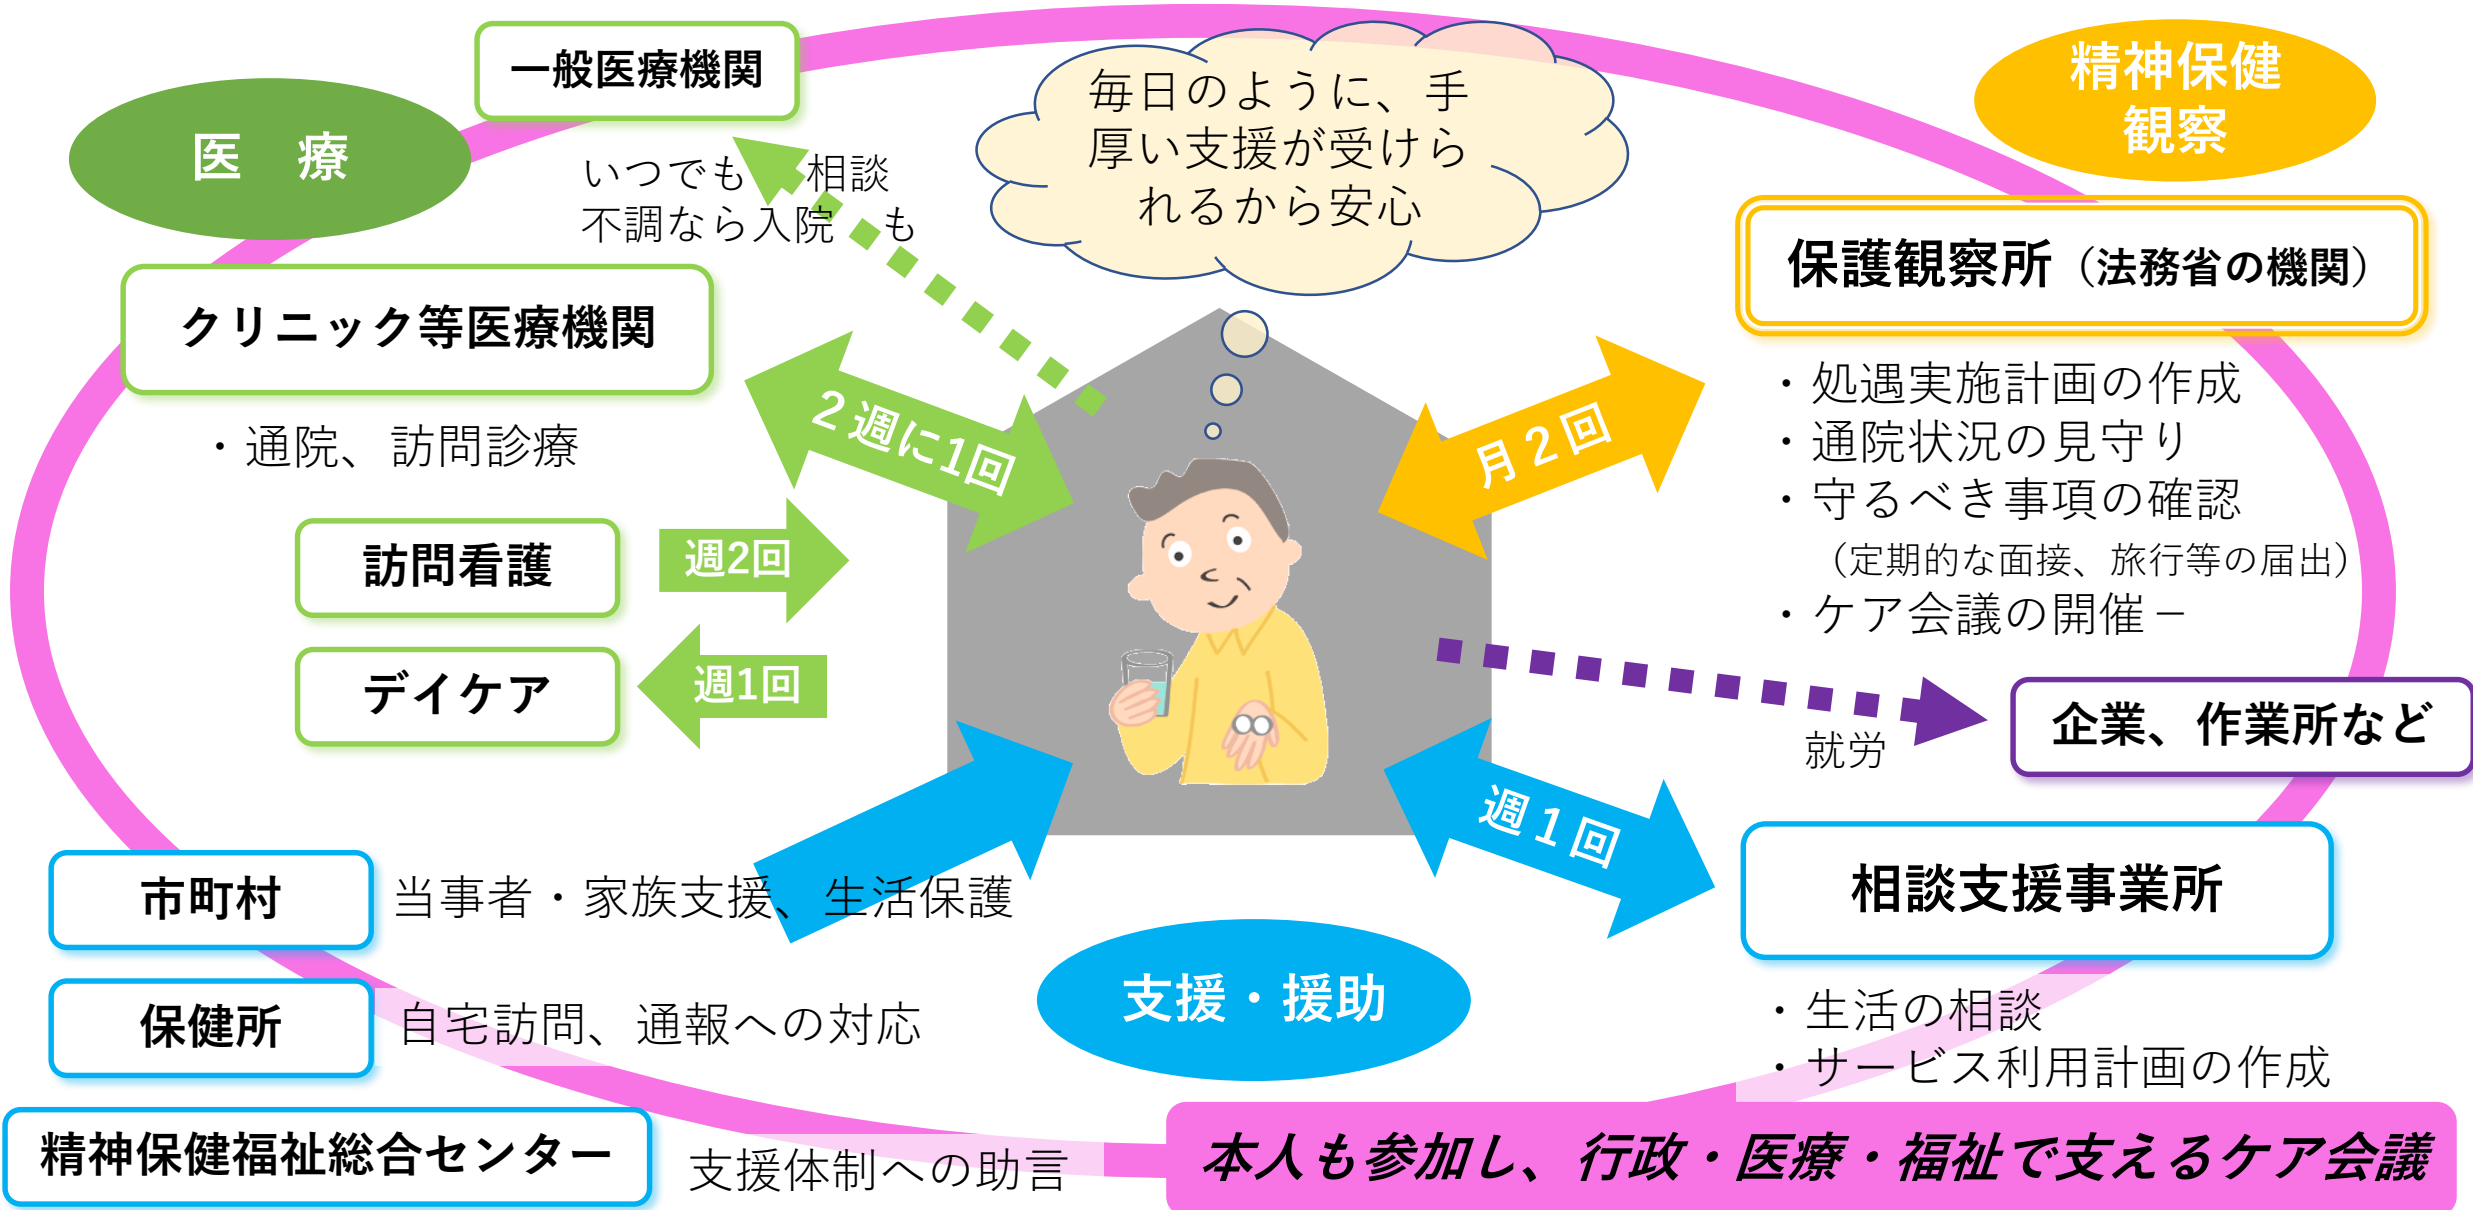 一般医療機関
医　療
いつでも　相談
不調なら入院　も
毎日のように、手
厚い支援が受けら
れるから安心
精神保健
観察
保護観察所（法務省の機関）
・処遇実施計画の作成
・通院状況の見守り
・守るべき事項の確認
（定期的な面接、旅行等の届出）
・ケア会議の開催－
クリニック等医療機関
・通院、訪問診療
２週に1回
月２回
訪問看護
週2回
デイケア
週1回
就労
企業、作業所など
週１回
相談支援事業所
・生活の相談
・サービス利用計画の作成
市町村
当事者・家族支援、生活保護
保健所
自宅訪問、通報への対応
支援・援助
精神保健福祉総合センター
支援体制への助言
本人も参加し、行政・医療・福祉で支えるケア会議